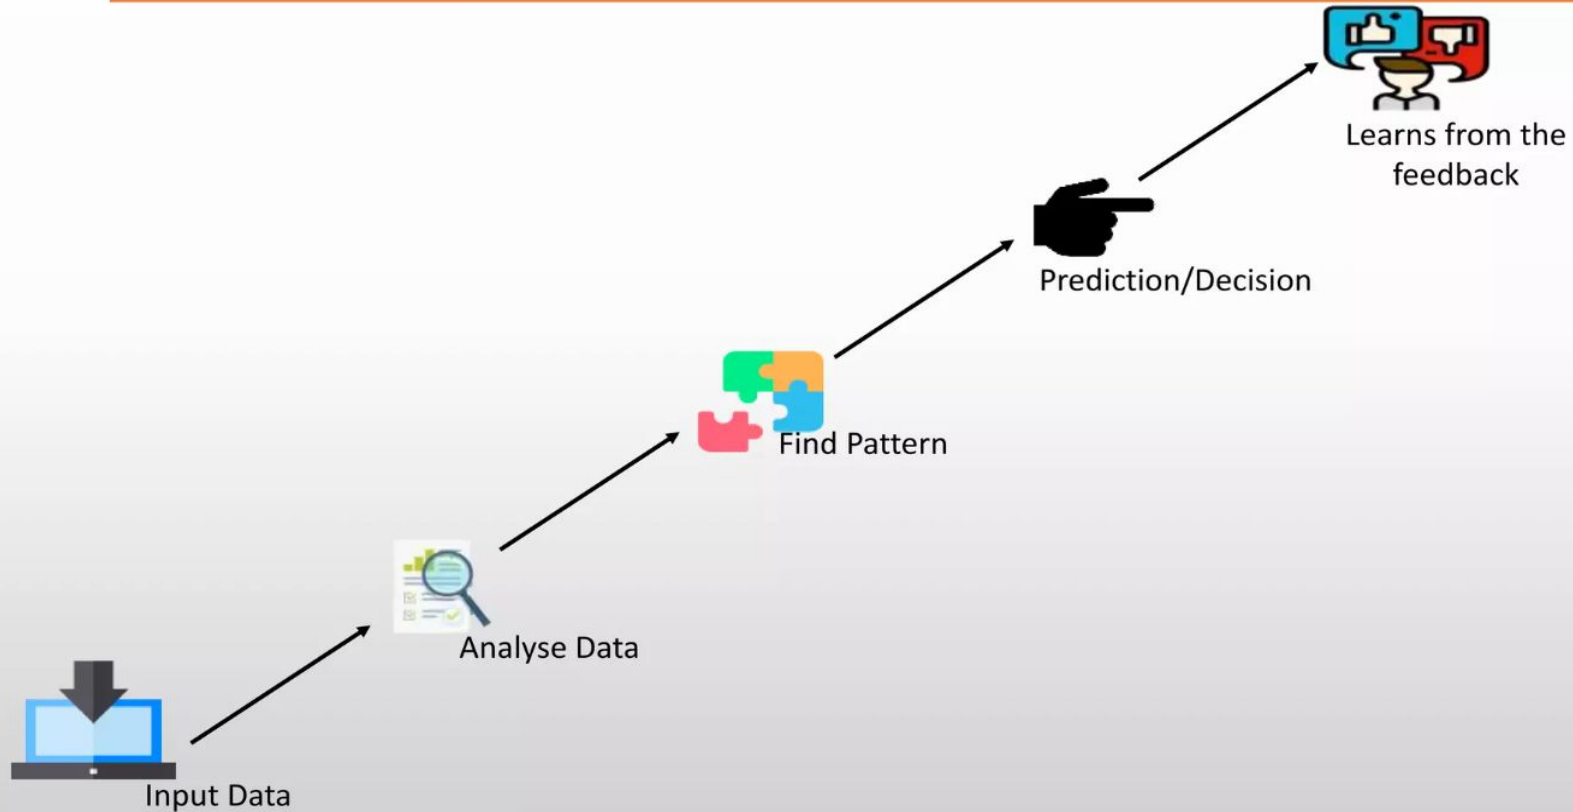 Learns from the
feedback
Prediction/Decision
Find Pattern
Analyse Data
Input Data